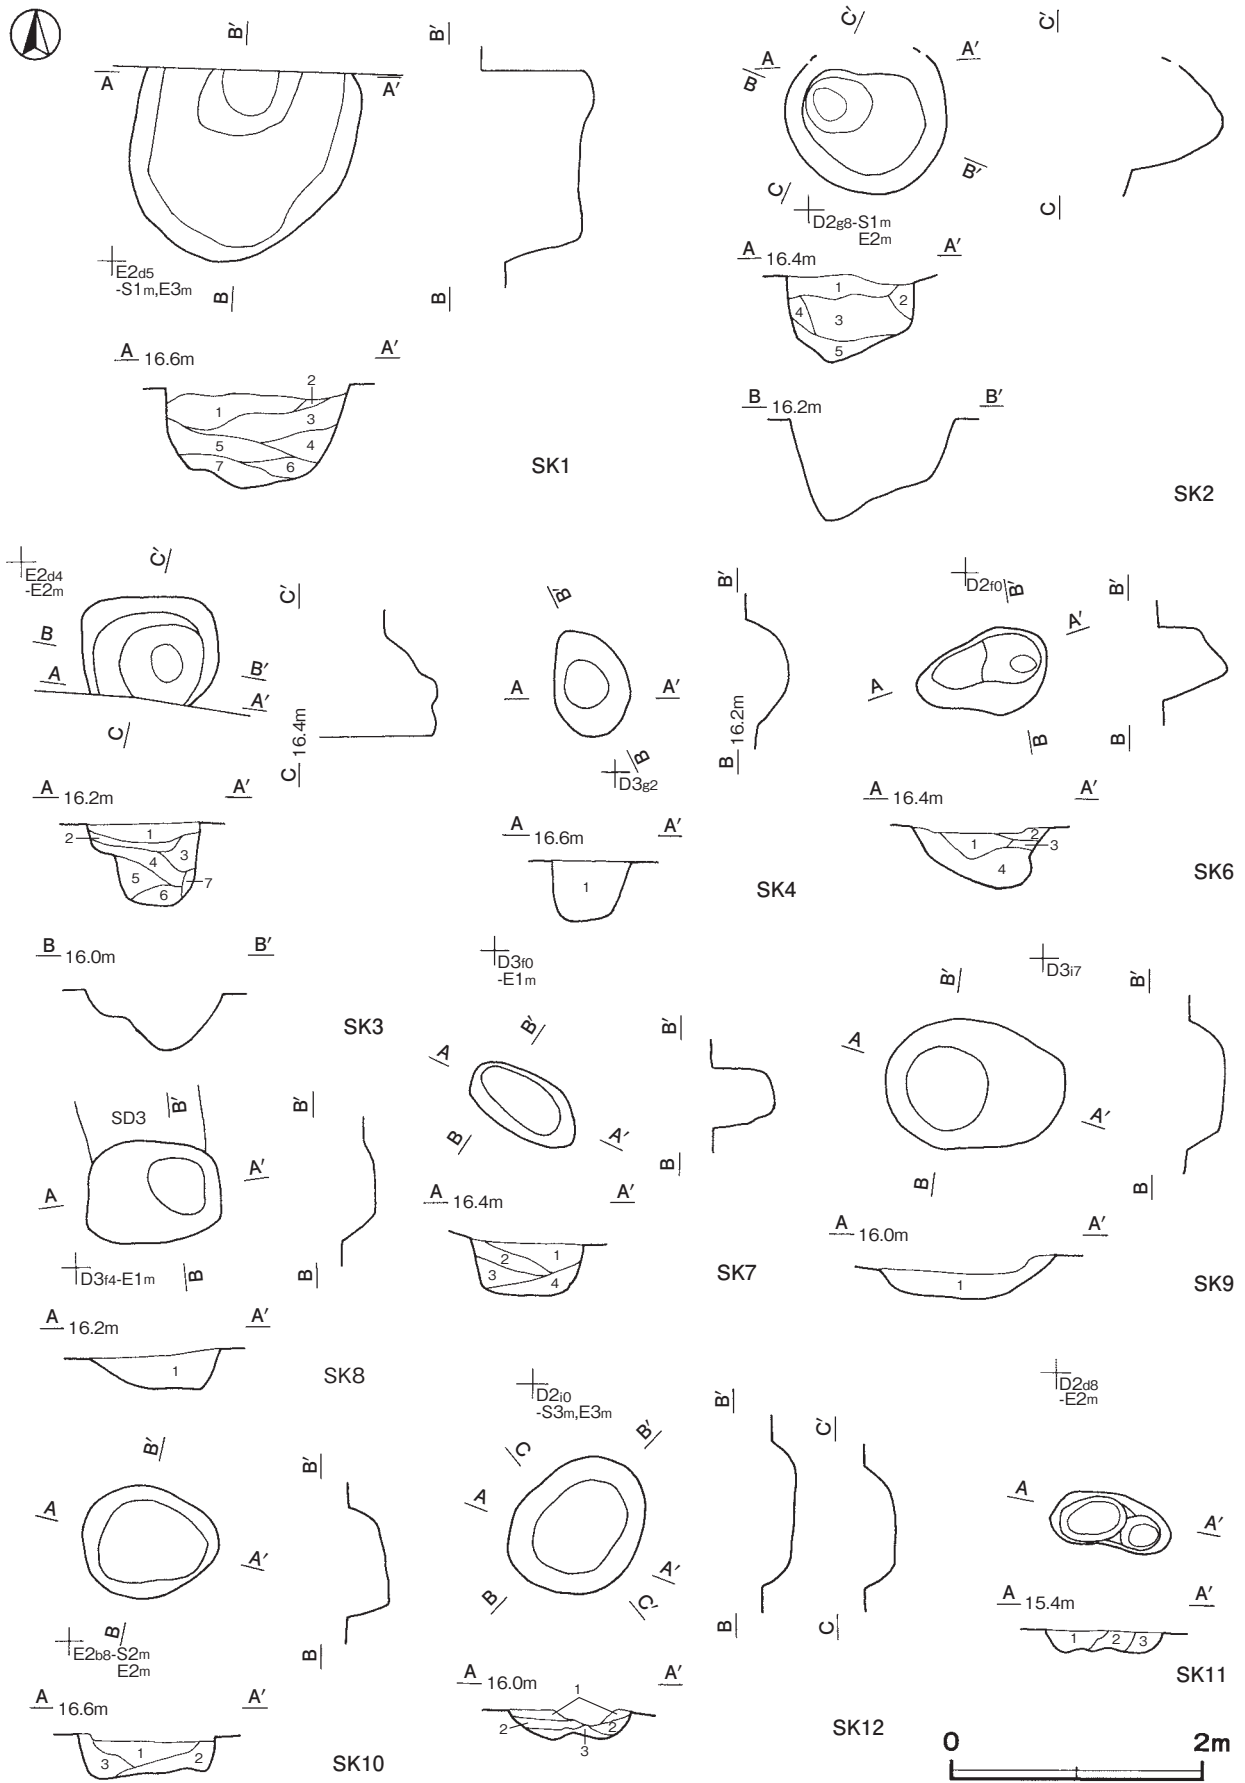 B′
B′
A
A′
E2d5
-S1m,E3m
B
B
A 16.6m
A′
2
1
3
5
4
7
6
SK1
C′
C′
A
A′
B
B′
C
C
D2g8-S1m
E2m
A 16.4m
A′
1
2
4
3
5
B 16.2m
B′
SK2
E2d4
-E2m
C′
C′
B
B′
A
A′
C
C 16.4m
A 16.2m
A′
1
2
3
4
5
7
6
B 16.0m
B′
SK3
B′
B′
A
A′
B
B 16.2m
D3g2
A 16.6m
A′
1
SK4
D2f0
B′
B′
A′
A
B
B
A 16.4m
A′
2
1
3
4
SK6
D3f0
-E1m
B′
B′
A
A′
B
B
A 16.4m
A′
2
1
3
4
SK7
SD3
B′
B′
A′
A
D3f4-E1m
B
B
A 16.2m
A′
1
SK8
D3i7
B′
B′
A
A′
B
B
A 16.0m
A′
1
SK9
B′
B′
A
A′
B
B
E2b8-S2m
E2m
A 16.6m
A′
1
3
2
SK10
D2i0
-S3m,E3m
B′
B′
C′
C
A
A′
B
C′
B
C
A 16.0m
A′
1
2
2
3
SK12
D2d8
-E2m
A
A′
A 15.4m
A′
1
2
3
SK11
0
2m